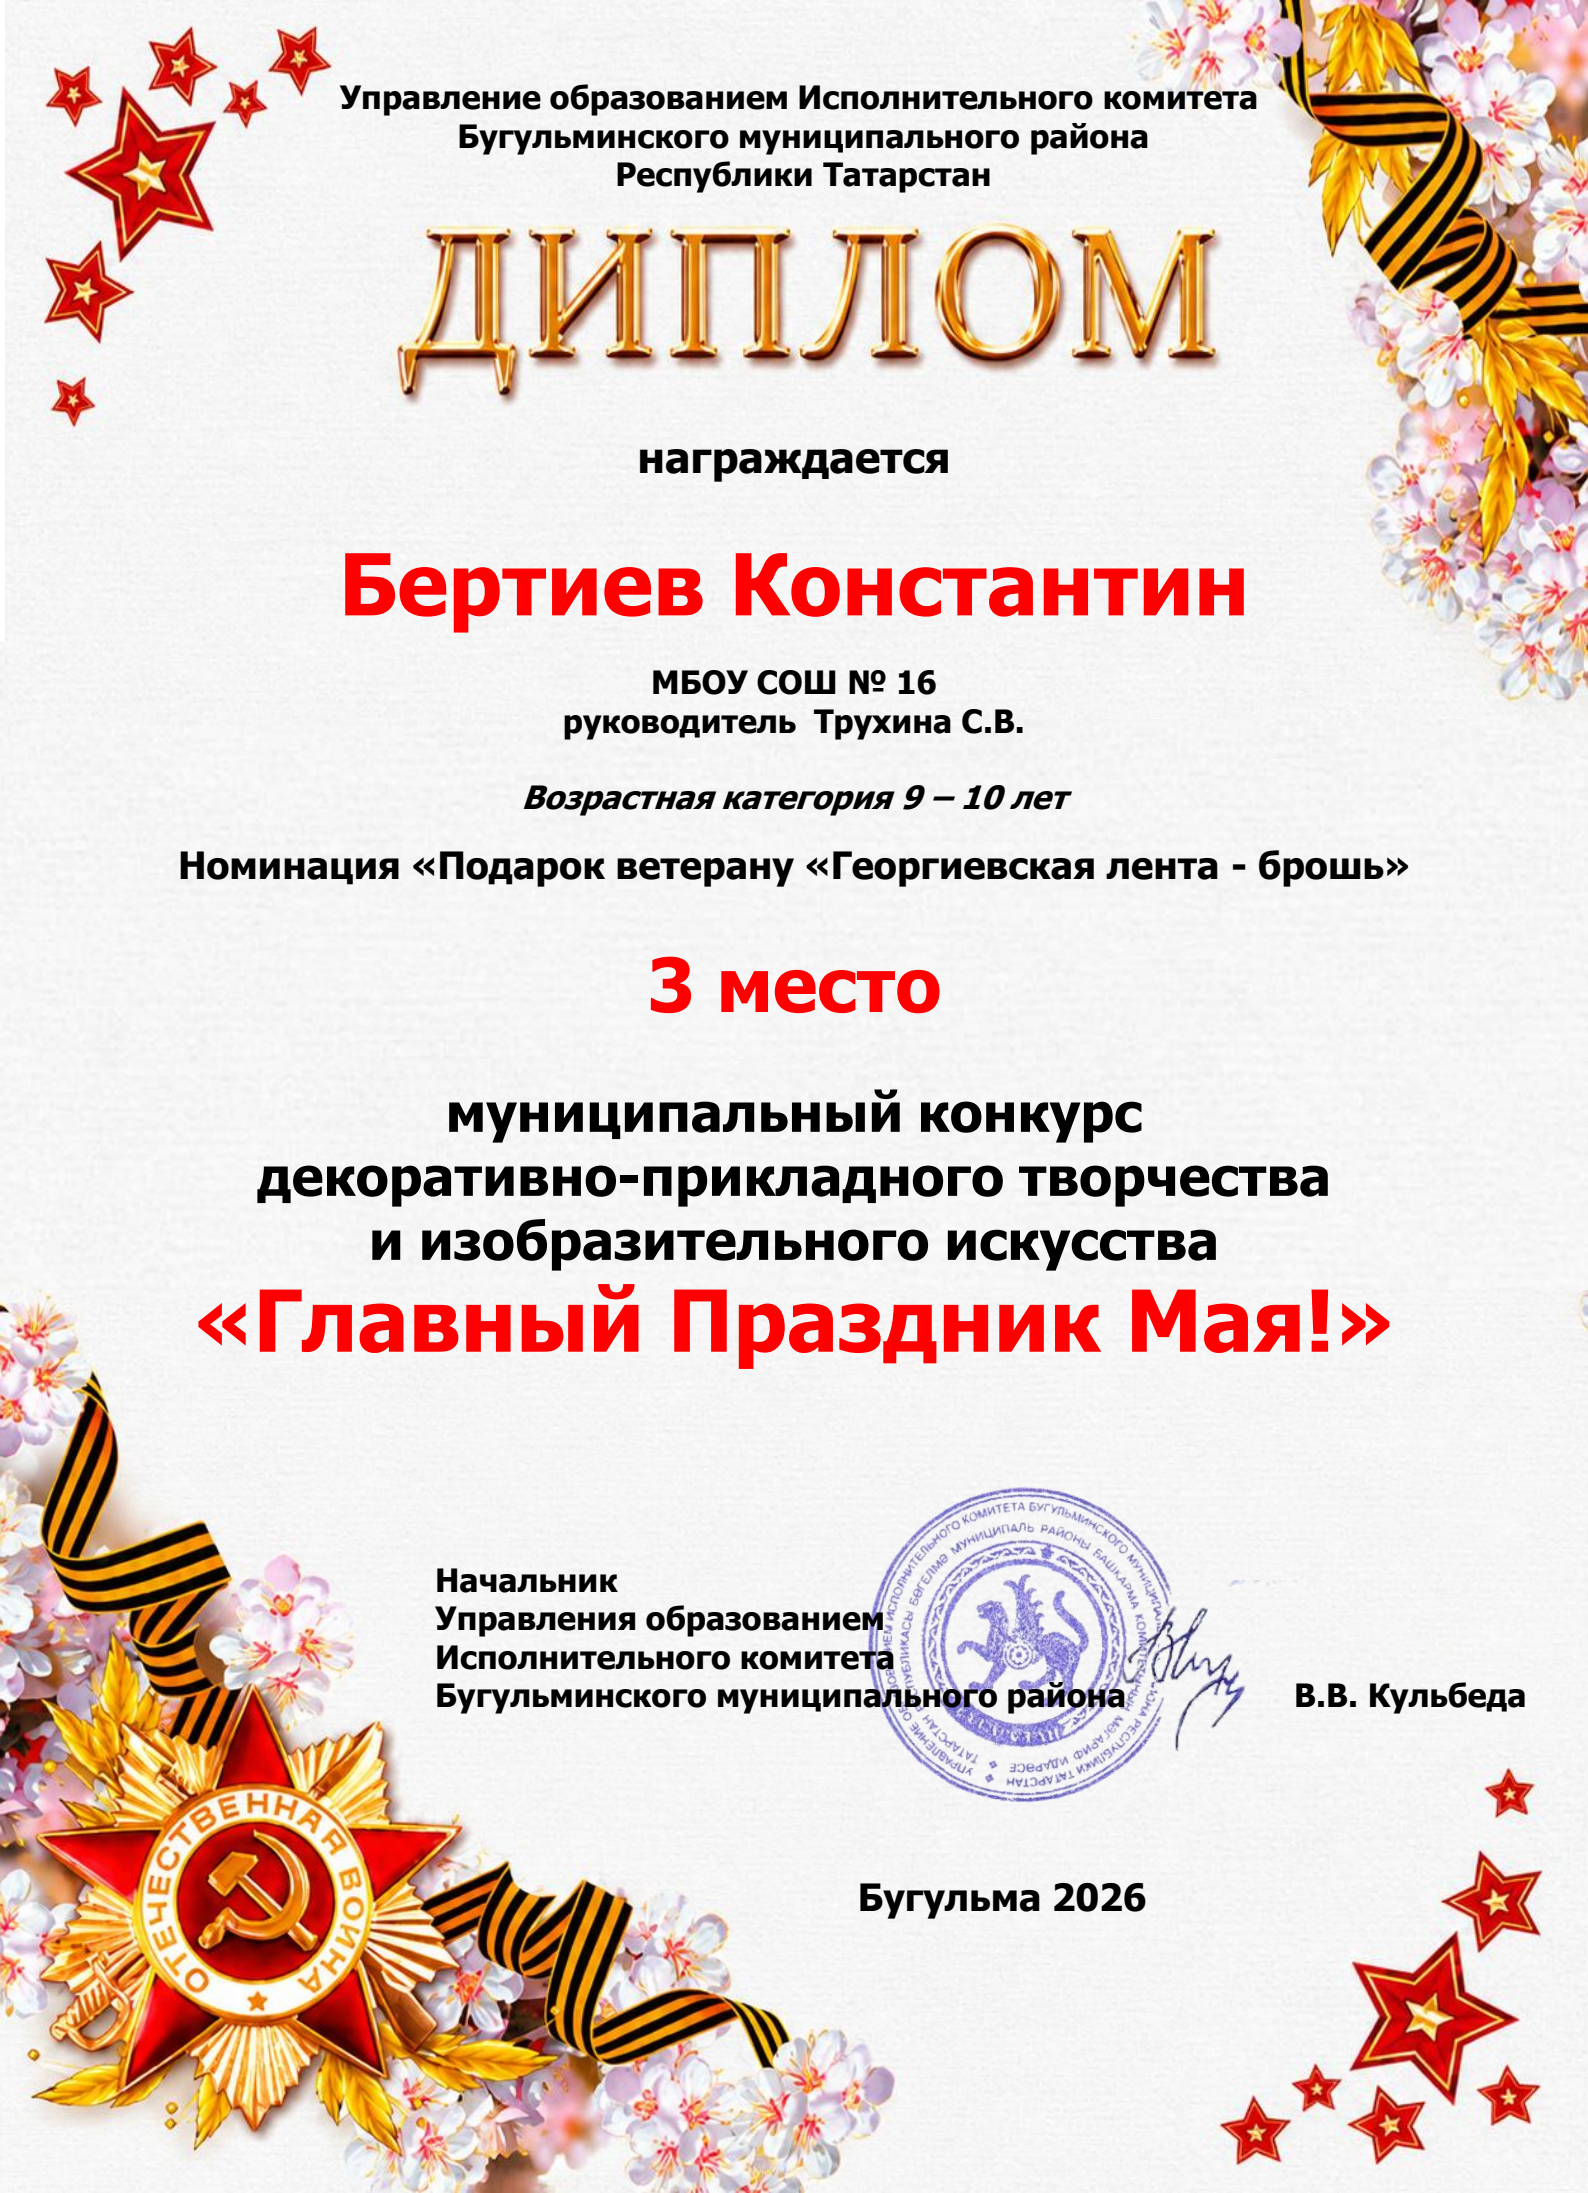 Управление образованием Исполнительного комитета
Бугульминского муниципального района
Республики Татарстан
ДИПЛОМ
награждается
Бертиев Константин
МБОУ СОШ № 16
руководитель Трухина С.В.
Возрастная категория 9 – 10 лет
Номинация «Подарок ветерану «Георгиевская лента - брошь»
3 место
муниципальный конкурс
декоративно-прикладного творчества
и изобразительного искусства
«Главный Праздник Мая!»
Начальник
Управления образованием
Исполнительного комитета
Бугульминского муниципального района
В.В. Кульбеда
ОТЕЧЕСТВЕННАЯ ВОЙНА
Бугульма 2026